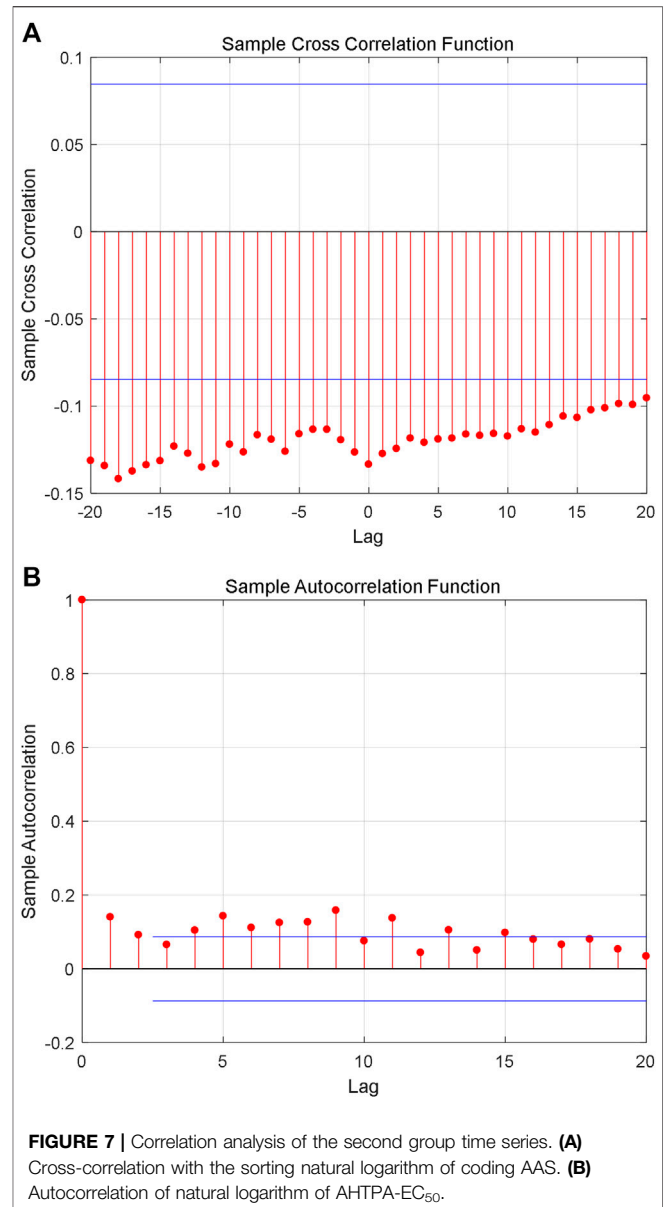 A
Sample Cross Correlation Function
Sample Cross Correlation
0.1
0.05
0
-0.05
-0.1
-0.15
-20 -15 -10 -5 0 5 10 15 20
Lag
B
Sample Autocorrelation Function
Sample Autocorrelation
1
0.8
0.6
0.4
0.2
0
-0.2
0 5 10 15 20
Lag
FIGURE 7 | Correlation analysis of the second group time series. (A)
Cross-correlation with the sorting natural logarithm of coding AAS. (B)
Autocorrelation of natural logarithm of AHTPA-EC50.